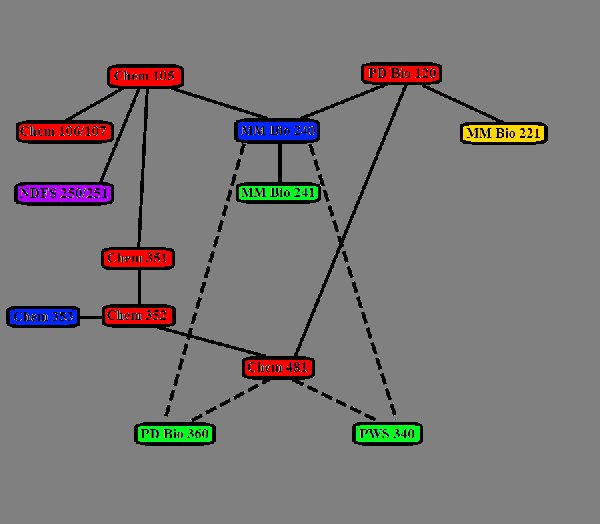 Chem 105
PD Bio 120
Chem 106/107
MM Bio 240
MM Bio 221
NDFS 250/251
MM Bio 241
Chem 351
Chem 353
Chem 352
Chem 481
PD Bio 360
PWS 340